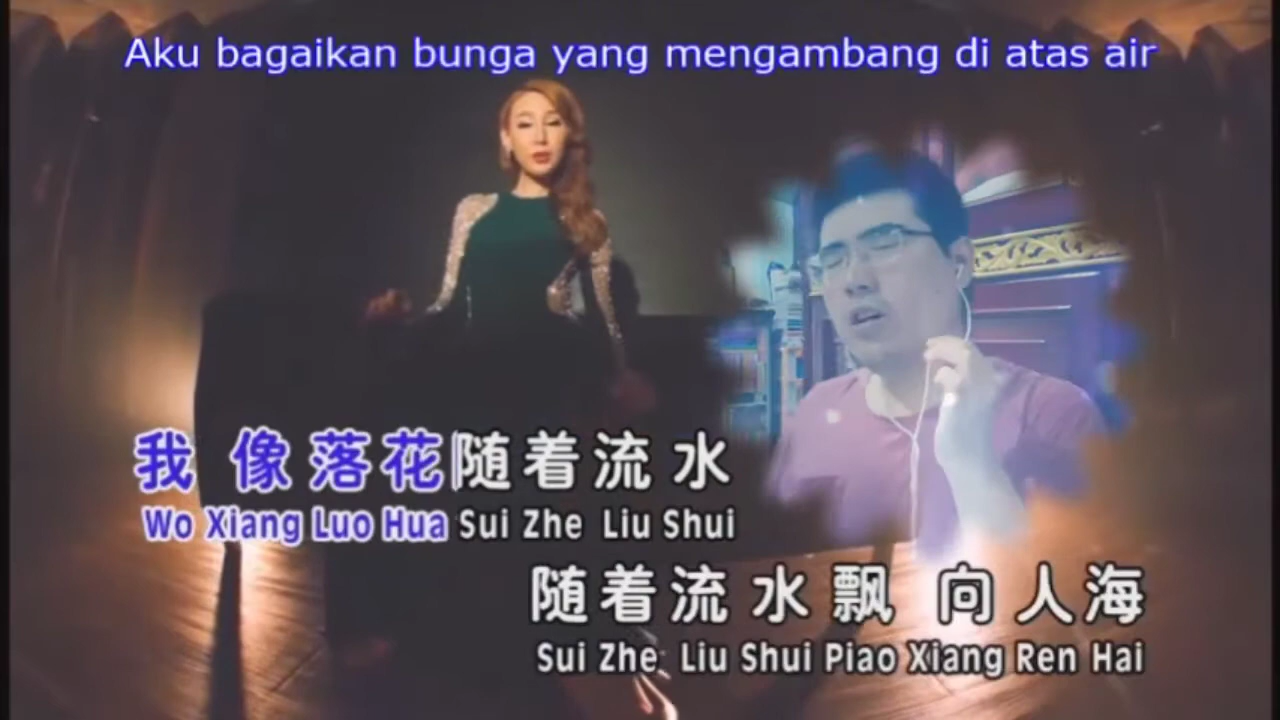 Aku bagaikan bunga yang mengambang di atas air
我 像 落 花 随 着 流 水
Wo Xiang Luo Hua Sui Zhe Liu Shui
随 着 流 水 飘 向 人 海
Sui Zhe Liu Shui Piao Xiang Ren Hai